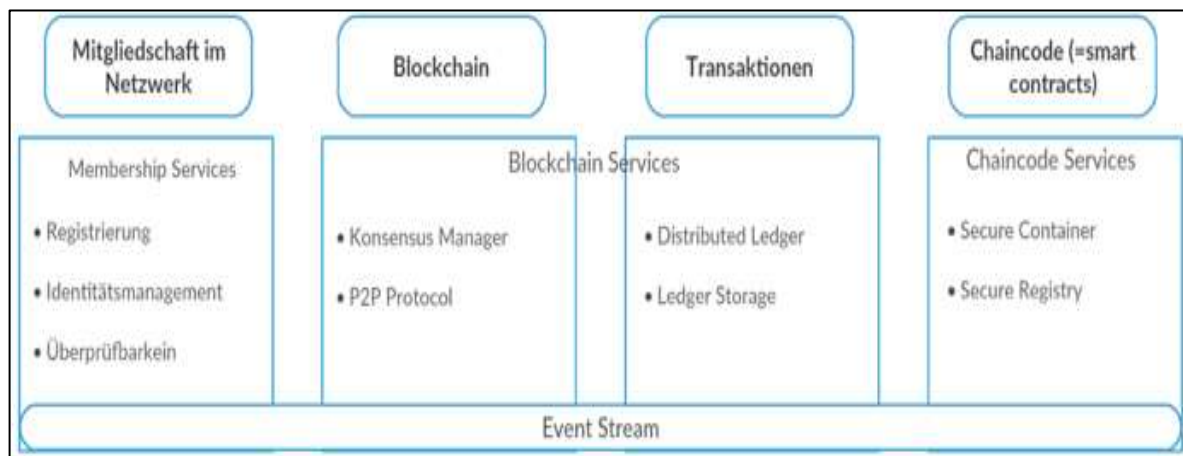 Mitgliedschaft im
Netzwerk
Blockchain
Transaktionen
Chaincode (=smart
contracts)
Membership Services
• Registrierung
• Identitätsmanagement
• Überprüfbarkein
Blockchain Services
• Konsensus Manager
• P2P Protocol
• Distributed Ledger
• Ledger Storage
Chaincode Services
• Secure Container
• Secure Registry
Event Stream